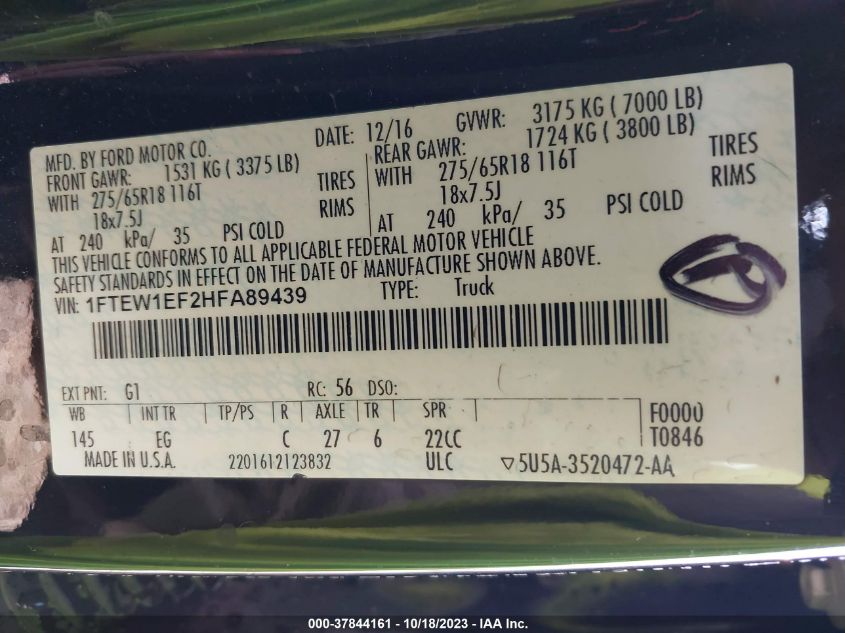 MFD. BY FORD MOTOR CO.
DATE: 12/16 GVWR: 3175 KG ( 7000 LB)
FRONT GAWR: 1531 KG ( 3375 LB)
REAR GAWR: 1724 KG ( 3800 LB)
WITH 275/65R18 116T TIRES
WITH 275/65R18 116T TIRES
18x7.5J RIMS
18x7.5J RIMS
AT 240 kPa/ 35 PSI COLD
AT 240 kPa/ 35 PSI COLD
THIS VEHICLE CONFORMS TO ALL APPLICABLE FEDERAL MOTOR VEHICLE
SAFETY STANDARDS IN EFFECT ON THE DATE OF MANUFACTURE SHOWN ABOVE.
VIN: 1FTEW1EF2HFA89439 TYPE: Truck
EXT PNT: G1 RC: 56 DSO:
WB INT TR TP/PS R AXLE TR SPR F0000
145 EG C 27 6 22CC T0846
MADE IN U.S.A. 2201612123832 ULC ▽5U5A-3520472-AA
000-37844161 - 10/18/2023 - IAA Inc.